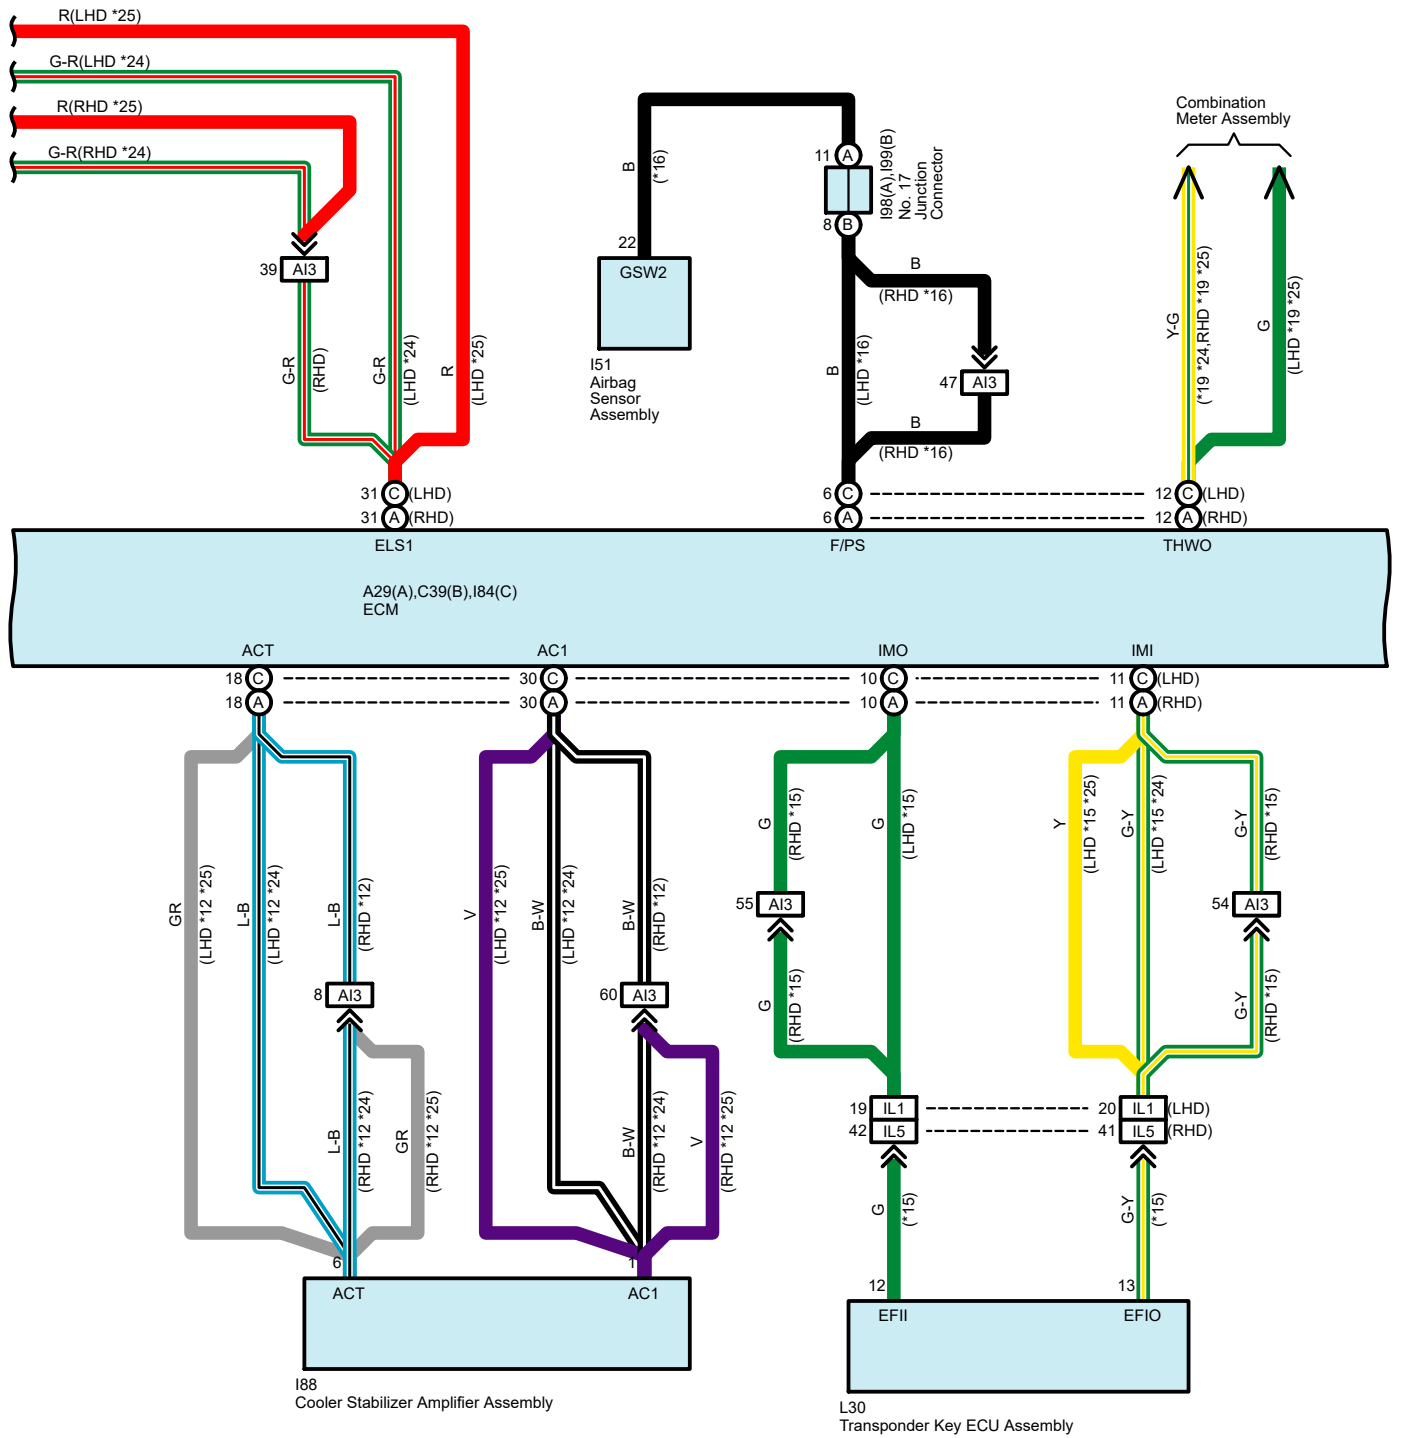 R(LHD *25)
G-R(LHD *24)
R(RHD *25)
G-R(RHD *24)
39 AI3
G-R
(RHD)
G-R
(LHD *24)
R
(LHD *25)
B
(*16)
22
GSW2
I51
Airbag
Sensor
Assembly
11 A
8 B
I98(A),I99(B)
No. 17
Junction
Connector
B
(RHD *16)
B
(LHD *16)
47 AI3
B
(RHD *16)
Combination
Meter Assembly
Y-G
(*19 *24,RHD *19 *25)
G
(LHD *19 *25)
31 C (LHD)
31 A (RHD)
6 C
6 A
12 C (LHD)
12 A (RHD)
ELS1
F/PS
THWO
A29(A),C39(B),I84(C)
ECM
ACT
AC1
IMO
IMI
18 C
18 A
30 C
30 A
10 C
10 A
11 C (LHD)
11 A (RHD)
GR
(LHD *12 *25)
L-B
(LHD *12 *24)
L-B
(RHD *12)
8 AI3
L-B
(RHD *12 *24)
GR
(RHD *12 *25)
V
(LHD *12 *25)
B-W
(LHD *12 *24)
B-W
(RHD *12)
60 AI3
B-W
(RHD *12 *24)
V
(RHD *12 *25)
G
(RHD *15)
G
(LHD *15)
55 AI3
G
(RHD *15)
Y
(LHD *15 *25)
G-Y
(LHD *15 *24)
G-Y
(RHD *15)
54 AI3
G-Y
(RHD *15)
19 IL1
42 IL5
20 IL1 (LHD)
41 IL5 (RHD)
G
(*15)
G-Y
(*15)
6
1
ACT
AC1
I88
Cooler Stabilizer Amplifier Assembly
12
13
EFII
EFIO
L30
Transponder Key ECU Assembly